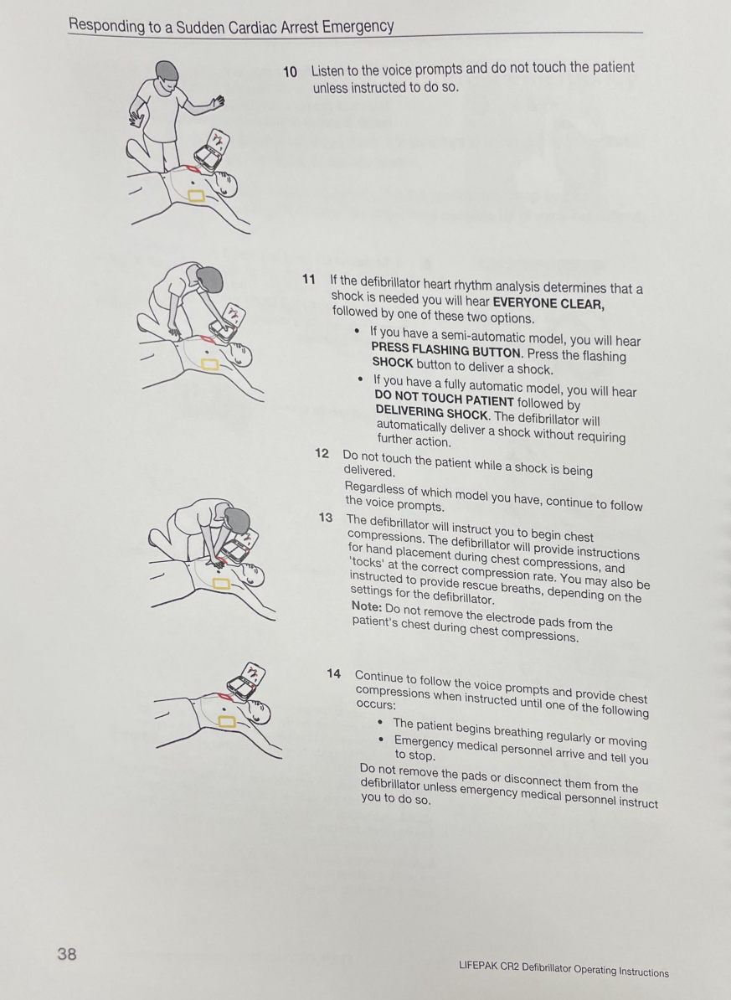 Responding to a Sudden Cardiac Arrest Emergency
10 Listen to the voice prompts and do not touch the patient
unless instructed to do so.
11 If the defibrillator heart rhythm analysis determines that a
shock is needed you will hear EVERYONE CLEAR,
followed by one of these two options.
• If you have a semi-automatic model, you will hear
PRESS FLASHING BUTTON. Press the flashing
SHOCK button to deliver a shock.
• If you have a fully automatic model, you will hear
DO NOT TOUCH PATIENT followed by
DELIVERING SHOCK. The defibrillator will
automatically deliver a shock without requiring
further action.
12 Do not touch the patient while a shock is being
delivered.
Regardless of which model you have, continue to follow
the voice prompts.
13 The defibrillator will instruct you to begin chest
compressions. The defibrillator will provide instructions
for hand placement during chest compressions, and
'tocks' at the correct compression rate. You may also be
instructed to provide rescue breaths, depending on the
settings for the defibrillator.
Note: Do not remove the electrode pads from the
patient's chest during chest compressions.
14 Continue to follow the voice prompts and provide chest
compressions when instructed until one of the following
occurs:
• The patient begins breathing regularly or moving
• Emergency medical personnel arrive and tell you
to stop.
Do not remove the pads or disconnect them from the
defibrillator unless emergency medical personnel instruct
you to do so.
38
LIFEPAK CR2 Defibrillator Operating Instructions